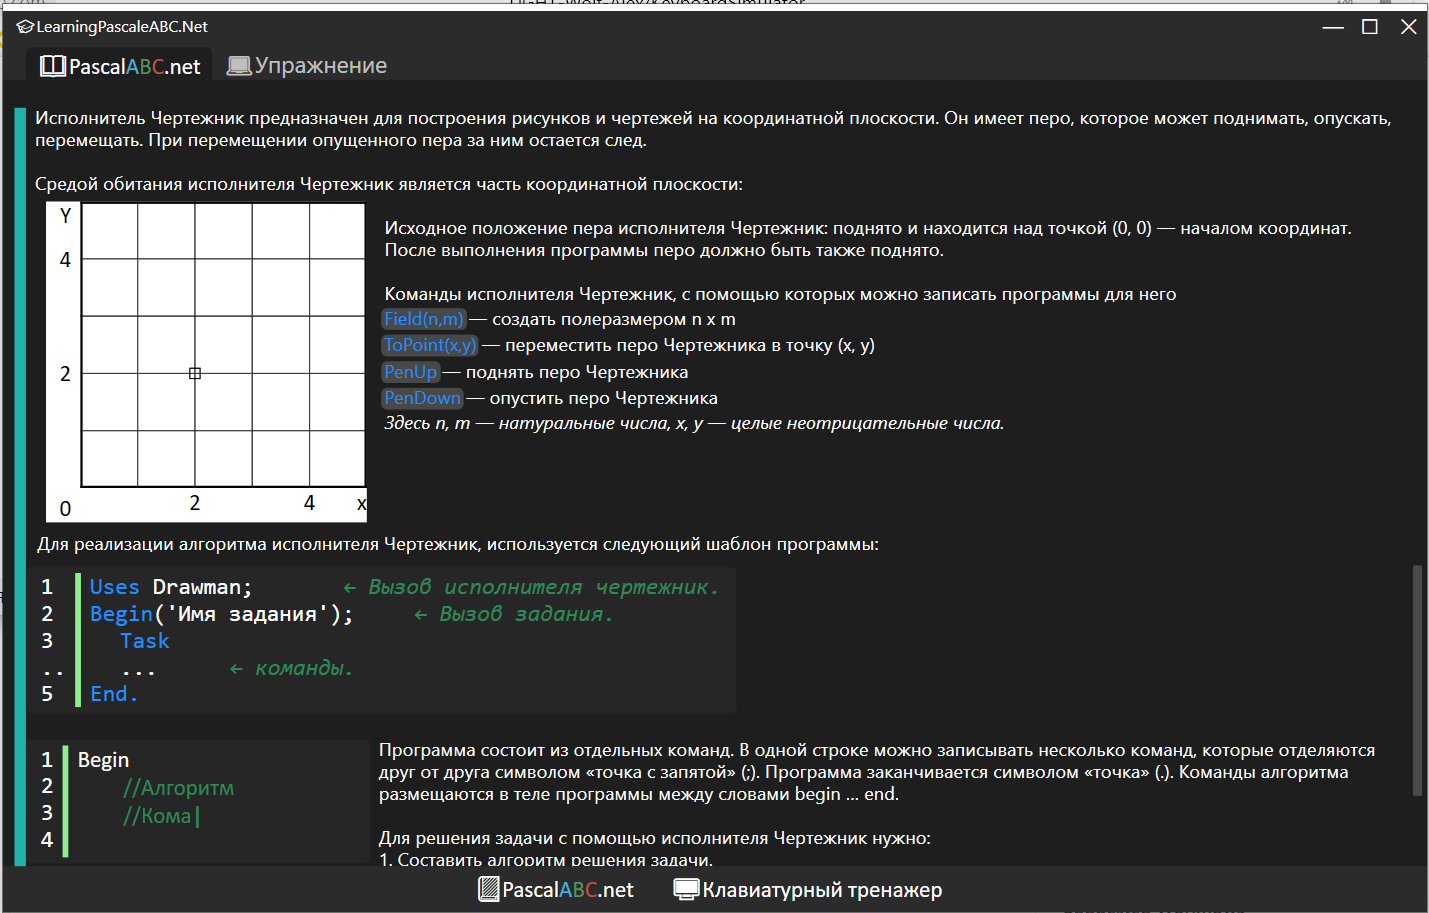 LearningPascaleABC.Net
PascalABC.net
Упражнение
Исполнитель Чертежник предназначен для построения рисунков и чертежей на координатной плоскости. Он имеет перо, которое может поднимать, опускать,
перемещать. При перемещении опущенного пера за ним остается след.
Средой обитания исполнителя Чертежник является часть координатной плоскости:
Y
4
2
0
2
4
x
Исходное положение пера исполнителя Чертежник: поднято и находится над точкой (0, 0) — началом координат.
После выполнения программы перо должно быть также поднято.
Команды исполнителя Чертежник, с помощью которых можно записать программы для него
Field(n,m) — создать полеразмером n x m
ToPoint(x,y) — переместить перо Чертежника в точку (x, y)
PenUp — поднять перо Чертежника
PenDown — опустить перо Чертежника
Здесь n, m — натуральные числа, x, y — целые неотрицательные числа.
Для реализации алгоритма исполнителя Чертежник, используется следующий шаблон программы:
1 Uses Drawman; ← Вызов исполнителя чертежник.
2 Begin('Имя задания'); ← Вызов задания.
3 Task
.. ... ← команды.
5 End.
1 Begin
2 //Алгоритм
3 //Кома|
4
Программа состоит из отдельных команд. В одной строке можно записывать несколько команд, которые отделяются
друг от друга символом «точка с запятой» (;). Программа заканчивается символом «точка» (.). Команды алгоритма
размещаются в теле программы между словами begin ... end.
Для решения задачи с помощью исполнителя Чертежник нужно:
1. Составить алгоритм решения задачи.
PascalABC.net
Клавиатурный тренажер